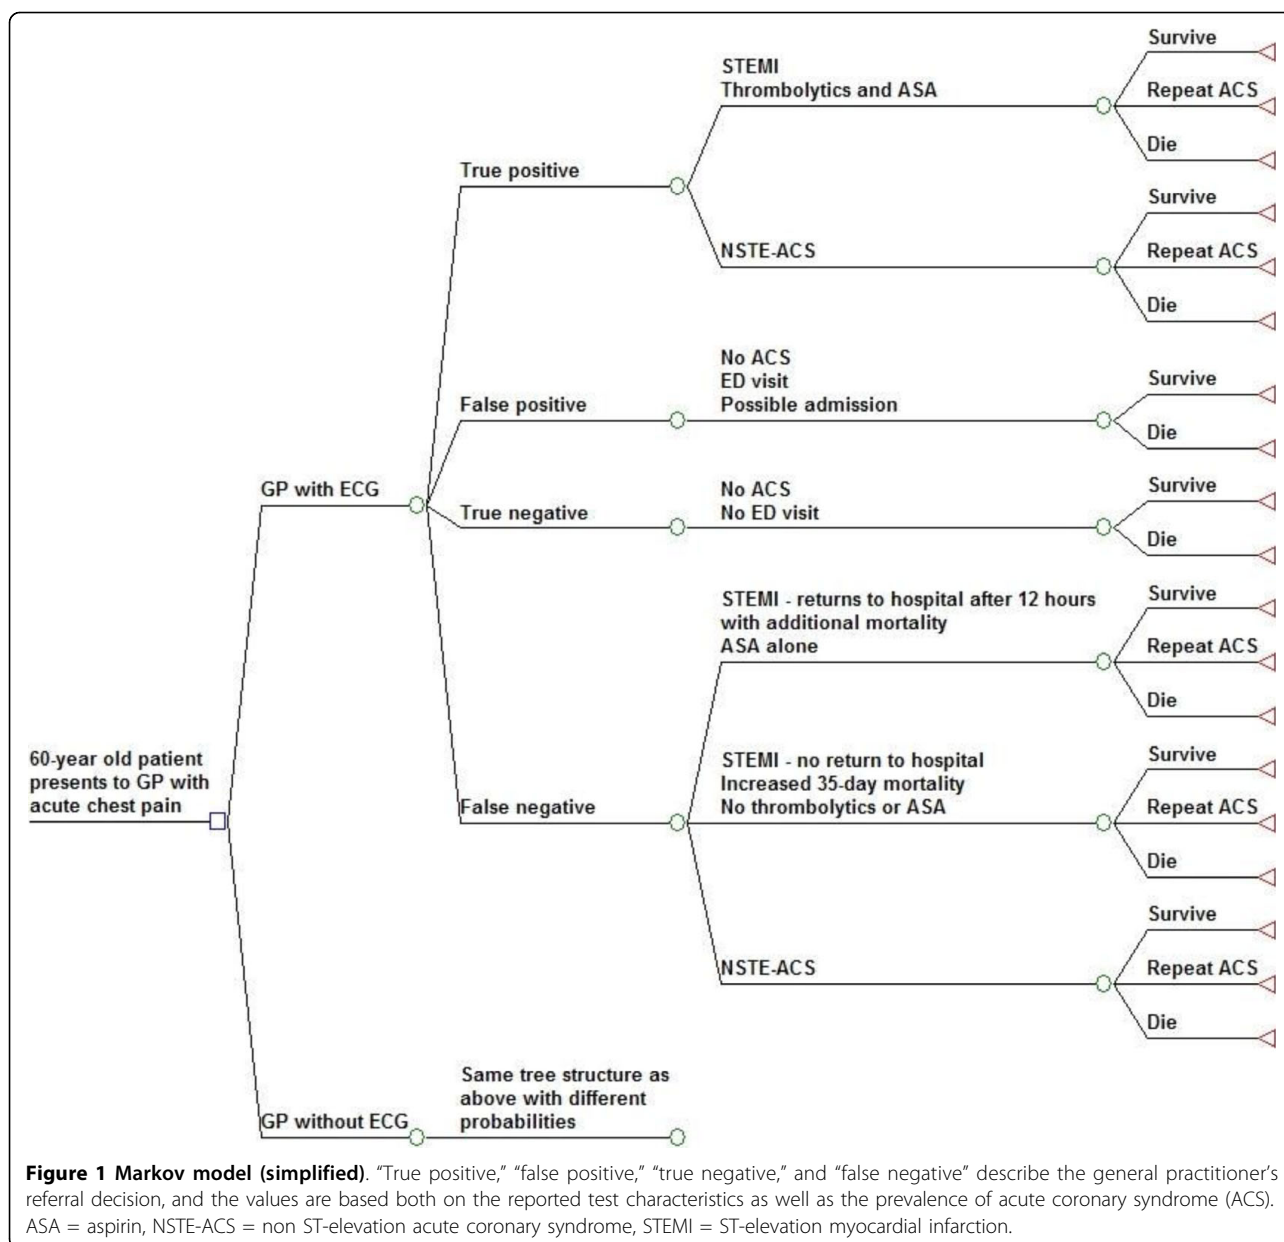 Survive
STEMI
Thrombolytics and ASA
Repeat ACS
Die
True positive
Survive
NSTE-ACS
Repeat ACS
Die
No ACS
ED visit
Possible admission
Survive
False positive
Die
GP with ECG
No ACS
No ED visit
Survive
True negative
Die
STEMI - returns to hospital after 12 hours
with additional mortality
ASA alone
Survive
Repeat ACS
Die
60-year old patient
presents to GP with
acute chest pain
STEMI - no return to hospital
Increased 35-day mortality
No thrombolytics or ASA
Survive
False negative
Repeat ACS
Die
Survive
NSTE-ACS
Repeat ACS
Die
Same tree structure as
above with different
probabilities
GP without ECG
Figure 1 Markov model (simplified). "True positive," "false positive," "true negative," and "false negative" describe the general practitioner's
referral decision, and the values are based both on the reported test characteristics as well as the prevalence of acute coronary syndrome (ACS).
ASA = aspirin, NSTE-ACS = non ST-elevation acute coronary syndrome, STEMI = ST-elevation myocardial infarction.